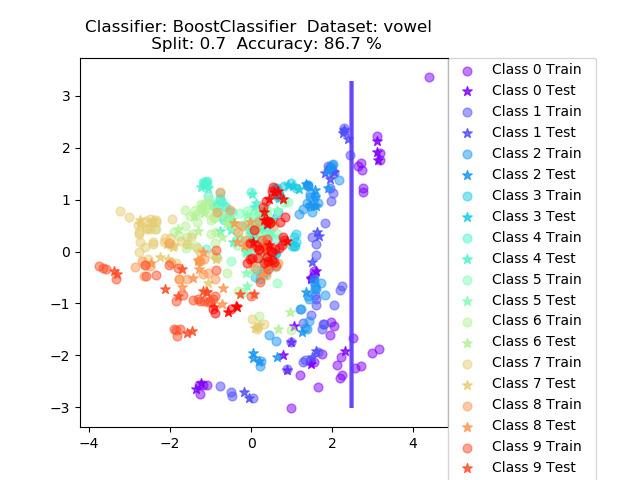 Classifier: BoostClassifier  Dataset: vowel
Split: 0.7  Accuracy: 86.7 %
3
2
1
0
−1
−2
−3
−4
−2
0
2
4
Class 0 Train
Class 0 Test
Class 1 Train
Class 1 Test
Class 2 Train
Class 2 Test
Class 3 Train
Class 3 Test
Class 4 Train
Class 4 Test
Class 5 Train
Class 5 Test
Class 6 Train
Class 6 Test
Class 7 Train
Class 7 Test
Class 8 Train
Class 8 Test
Class 9 Train
Class 9 Test